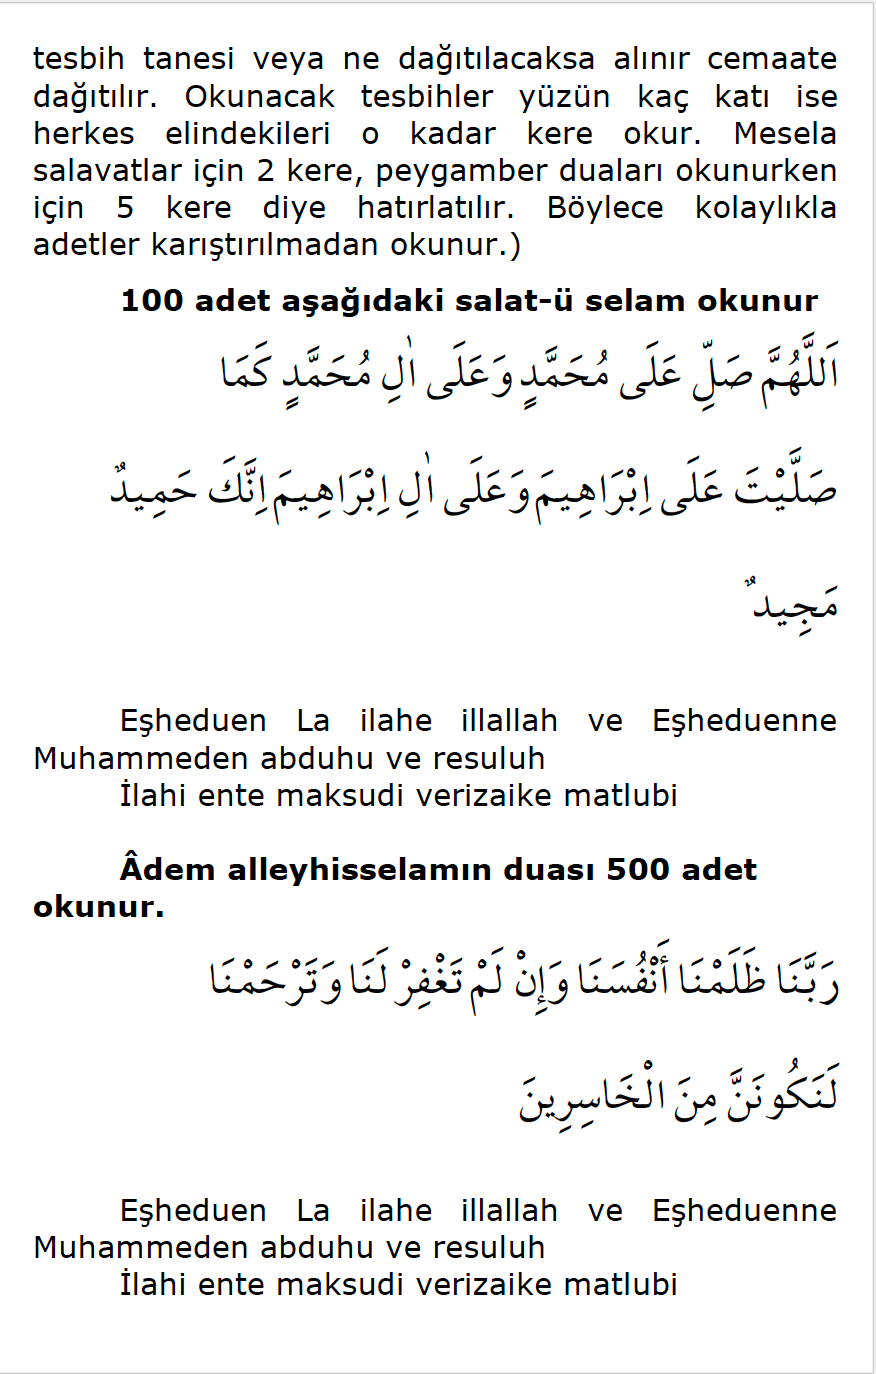 tesbih tanesi veya ne dağıtılacaksa alınır cemaate
dağıtılır. Okunacak tesbihler yüzün kaç katı ise
herkes elindekileri o kadar kere okur. Mesela
salavatlar için 2 kere, peygamber duaları okunurken
için 5 kere diye hatırlatılır. Böylece kolaylıkla
adetler karıştırılmadan okunur.)
100 adet aşağıdaki salat-ü selam okunur
اَللَّهُمَّ صَلِّ عَلَى مُحَمَّدٍ وَعَلَى اٰلِ مُحَمَّدٍ كَمَا
صَلَّيْتَ عَلَى اِبْرَاهِيمَ وَعَلَى اٰلِ اِبْرَاهِيمَ اِنَّكَ حَمِيدٌ
مَجِيدٌ
Eşheduen La ilahe illallah ve Eşheduenne
Muhammeden abduhu ve resuluh
İlahi ente maksudi verizaike matlubi
Âdem alleyhisselamın duası 500 adet
okunur.
رَبَّنَا ظَلَمْنَا أَنْفُسَنَا وَإِنْ لَمْ تَغْفِرْ لَنَا وَتَرْحَمْنَا
لَنَكُونَنَّ مِنَ الْخَاسِرِينَ
Eşheduen La ilahe illallah ve Eşheduenne
Muhammeden abduhu ve resuluh
İlahi ente maksudi verizaike matlubi